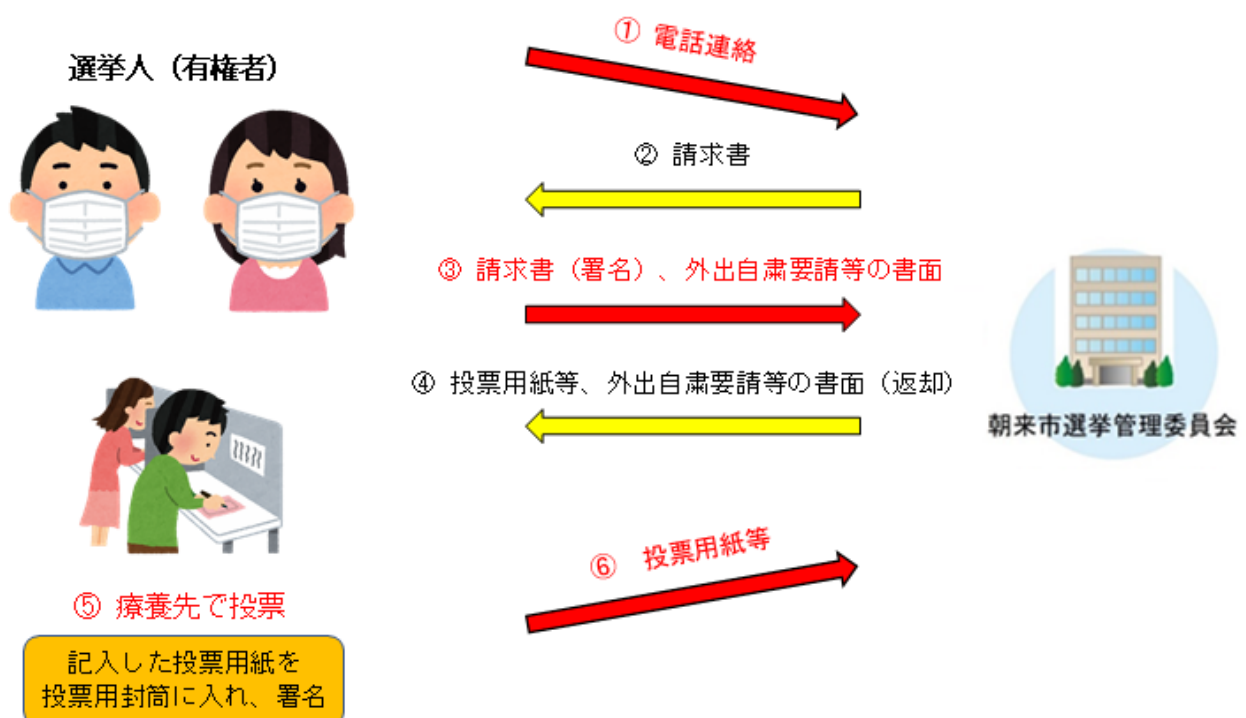 選挙人（有権者）
① 電話連絡
② 請求書
③ 請求書（署名）、外出自粛要請等の書面
④ 投票用紙等、外出自粛要請等の書面（返却）
朝来市選挙管理委員会
⑤ 療養先で投票
記入した投票用紙を
投票用封筒に入れ、署名
⑥ 投票用紙等